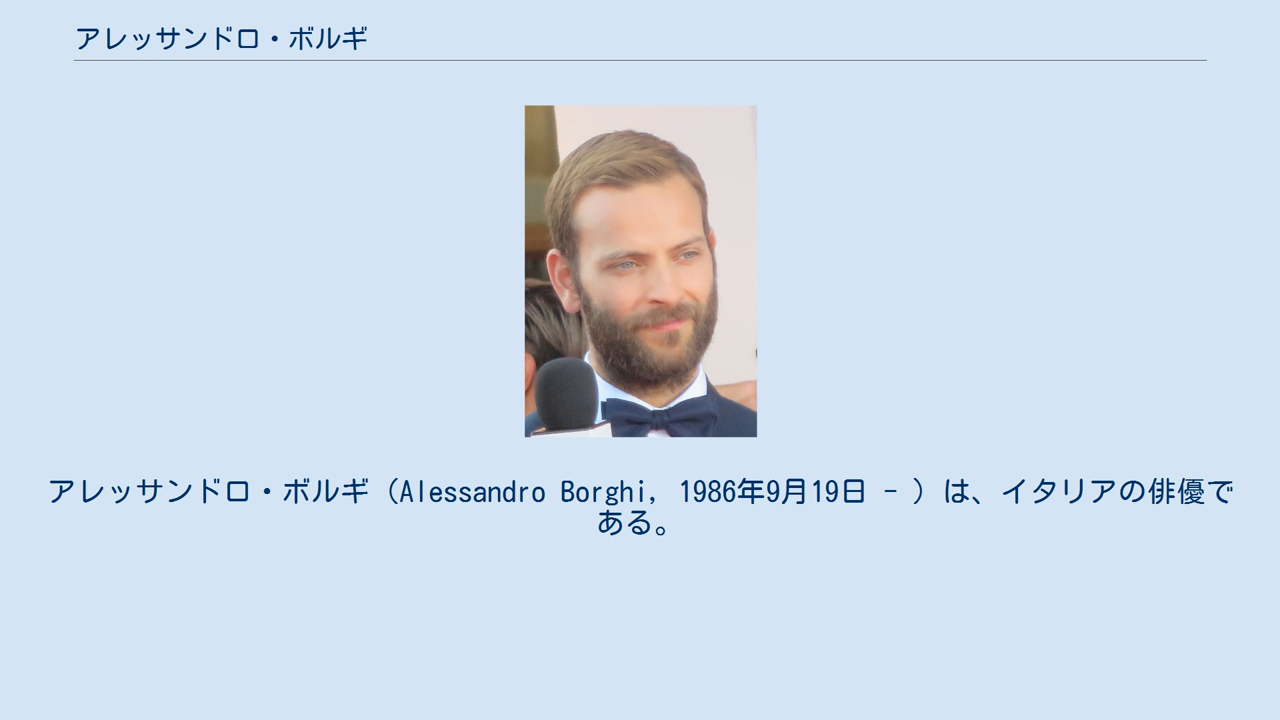 アレッサンドロ・ボルギ
アレッサンドロ・ボルギ（Alessandro Borghi, 1986年9月19日 - ）は、イタリアの俳優で
ある。